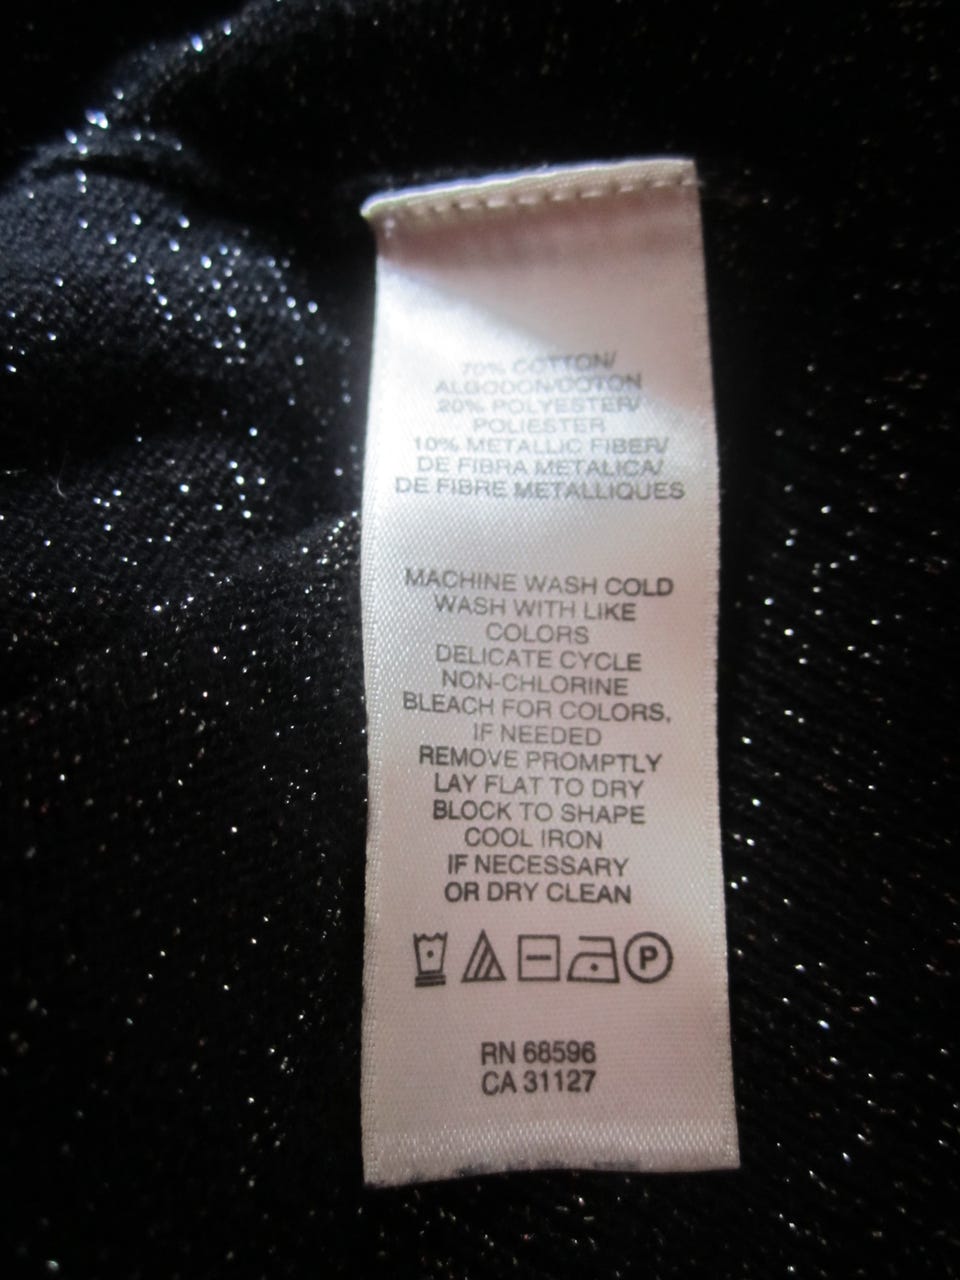 70% COTTON/
ALGODON/COTON
20% POLYESTER/
POLIESTER
10% METALLIC FIBER/
DE FIBRA METALICA/
DE FIBRE METALLIQUES
MACHINE WASH COLD
WASH WITH LIKE
COLORS
DELICATE CYCLE
NON-CHLORINE
BLEACH FOR COLORS,
IF NEEDED
REMOVE PROMPTLY
LAY FLAT TO DRY
BLOCK TO SHAPE
COOL IRON
IF NECESSARY
OR DRY CLEAN
P
RN 68596
CA 31127